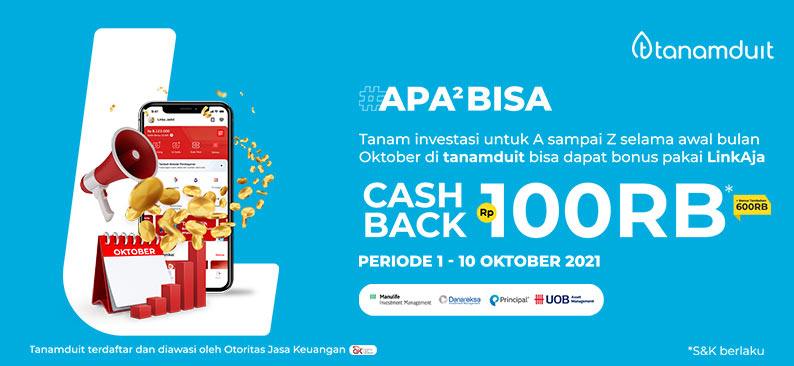 tanamduit
#APA²BISA
Tanam investasi untuk A sampai Z selama awal bulan
Oktober di tanamduit bisa dapat bonus pakai LinkAja
CASH
BACK
Rp 100RB*
600RB
PERIODE 1 - 10 OKTOBER 2021
Manulife
Investment Management
Danareksa
Principal
UOB Asset
Management
OKTOBER
Tanamduit terdaftar dan diawasi oleh Otoritas Jasa Keuangan
*S&K berlaku